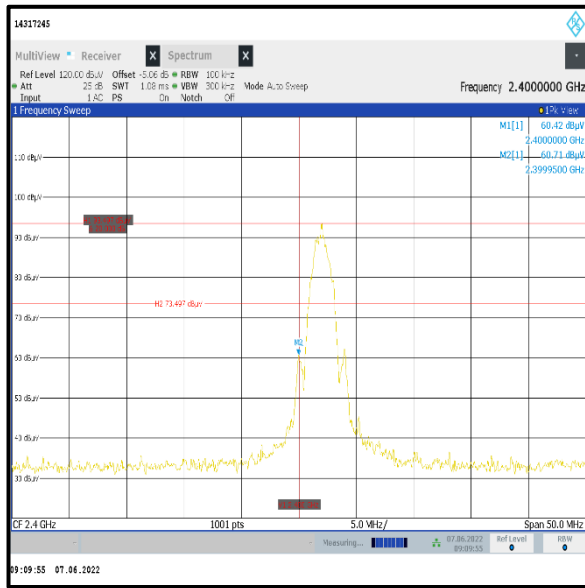 14317245
MultiView Receiver X Spectrum X
Ref Level 120.00 dBµV Offset -5.06 dB RBW 100 kHz
Att 25 dB SWT 1.08 ms VBW 300 kHz Mode Auto Sweep Frequency 2.4000000 GHz
Input 1 AC PS On Notch Off
1 Frequency Sweep 1Pk View
M1[1] 60.42 dBµV
2.4000000 GHz
M2[1] 60.71 dBµV
2.3999500 GHz
110 dBµV
100 dBµV
90 dBµV
80 dBµV
H2 73.497 dBµV
70 dBµV
M2
60 dBµV
50 dBµV
40 dBµV
30 dBµV
CF 2.4 GHz 1001 pts 5.0 MHz/ Span 50.0 MHz
Measuring... 07.06.2022 09:09:55 Ref Level RBW
09:09:55 07.06.2022